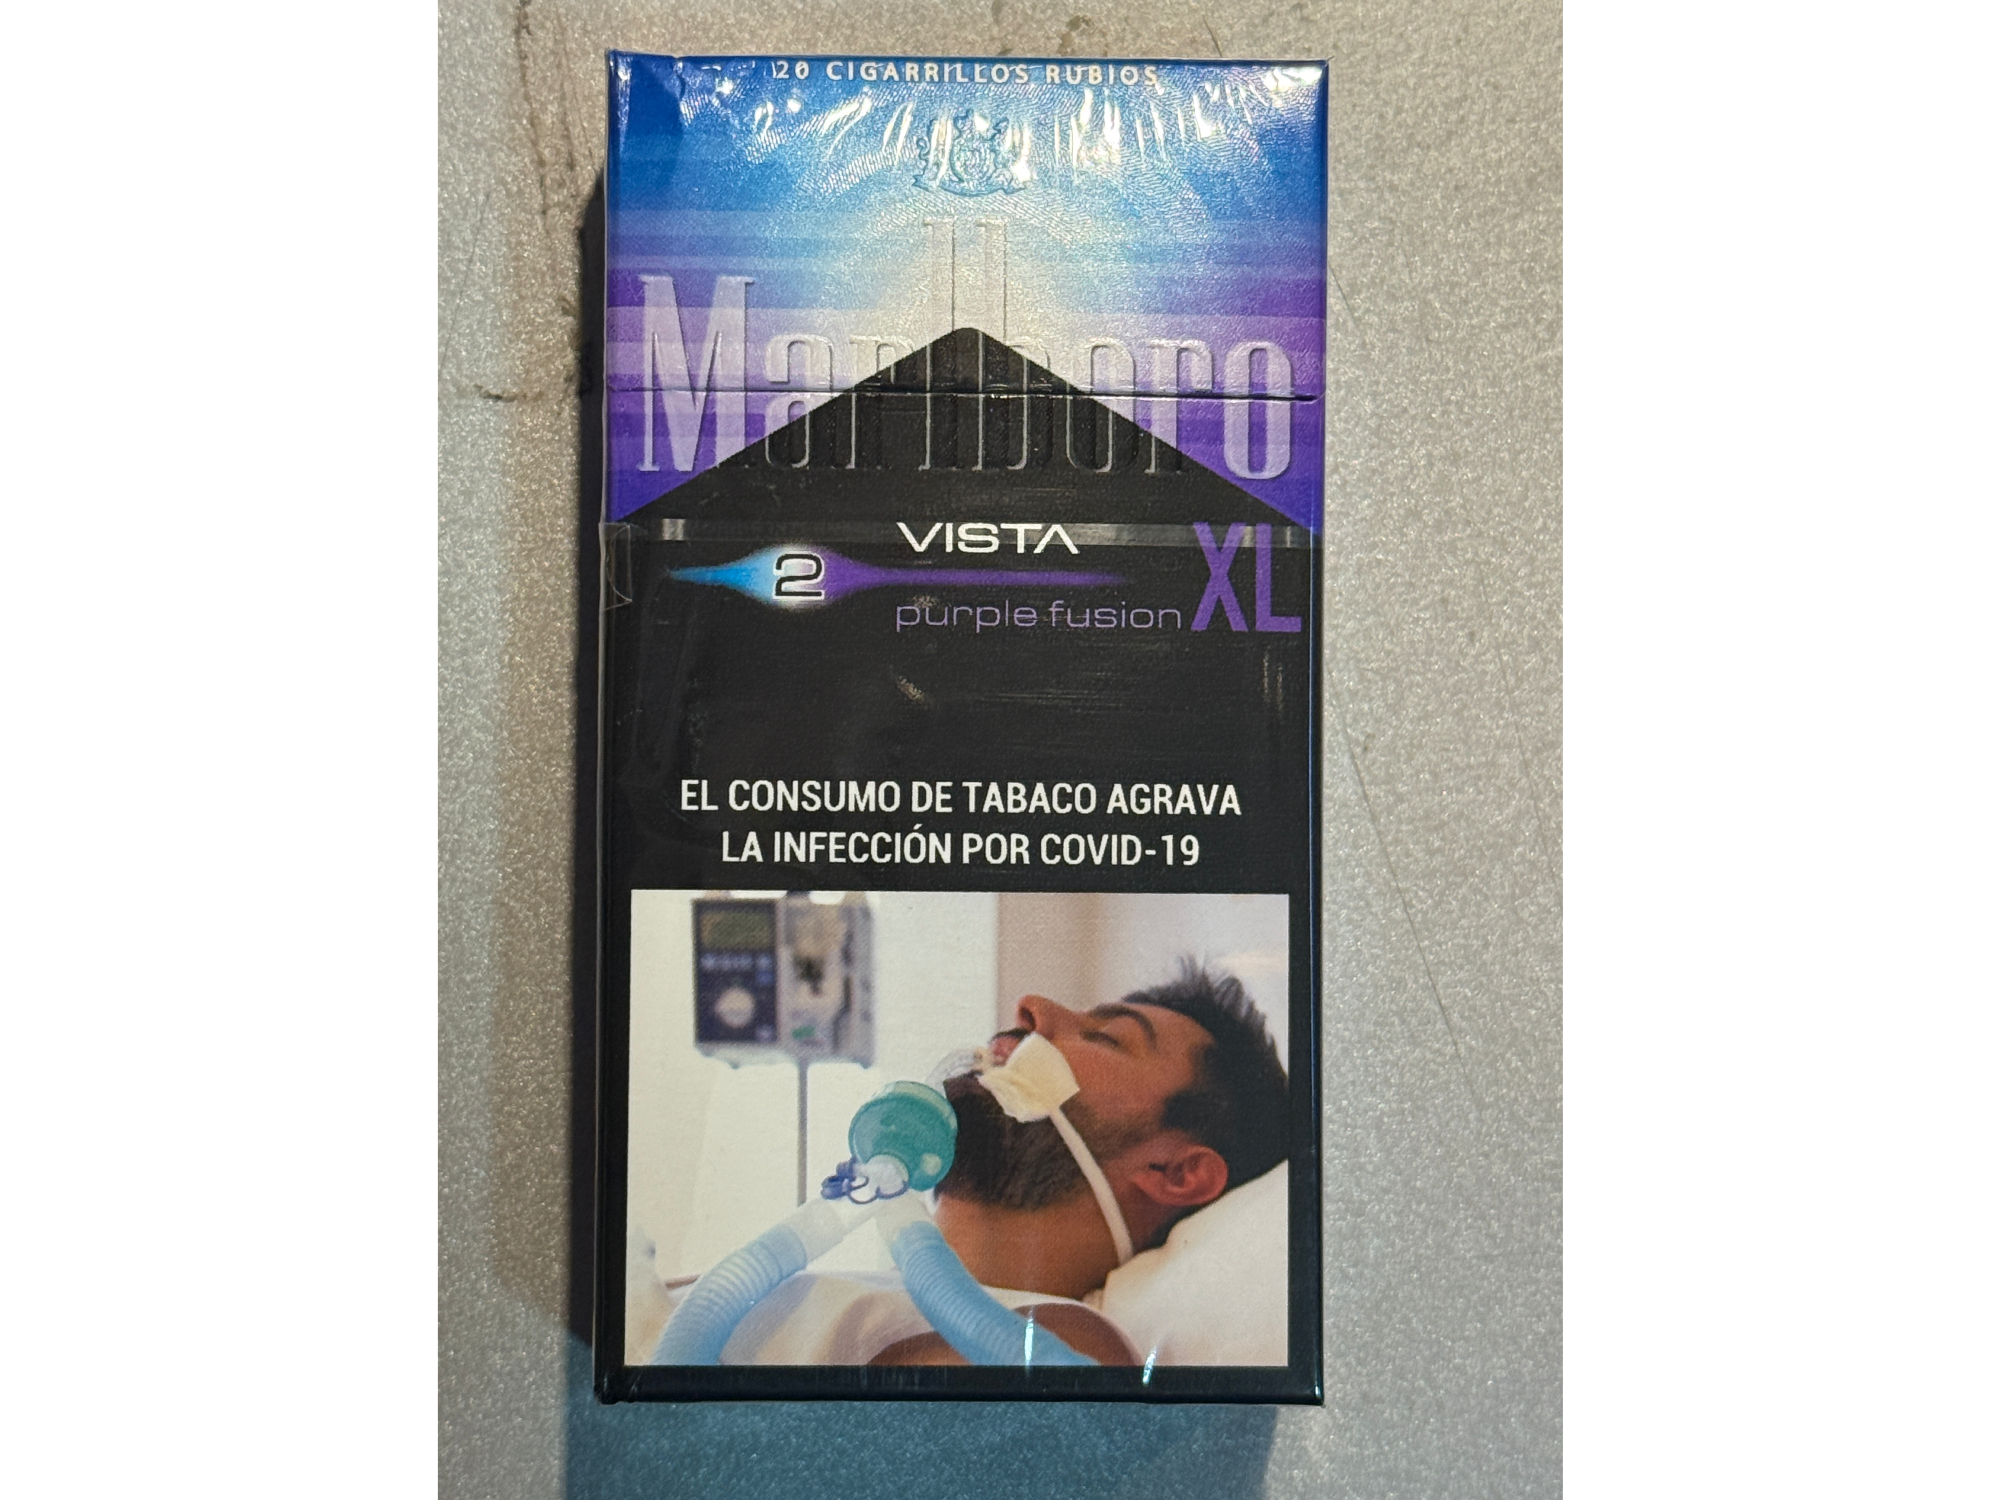 20 CIGARRILLOS RUBIOS
Marlboro
VISTA
2
XL
purple fusion
EL CONSUMO DE TABACO AGRAVA
LA INFECCIÓN POR COVID-19